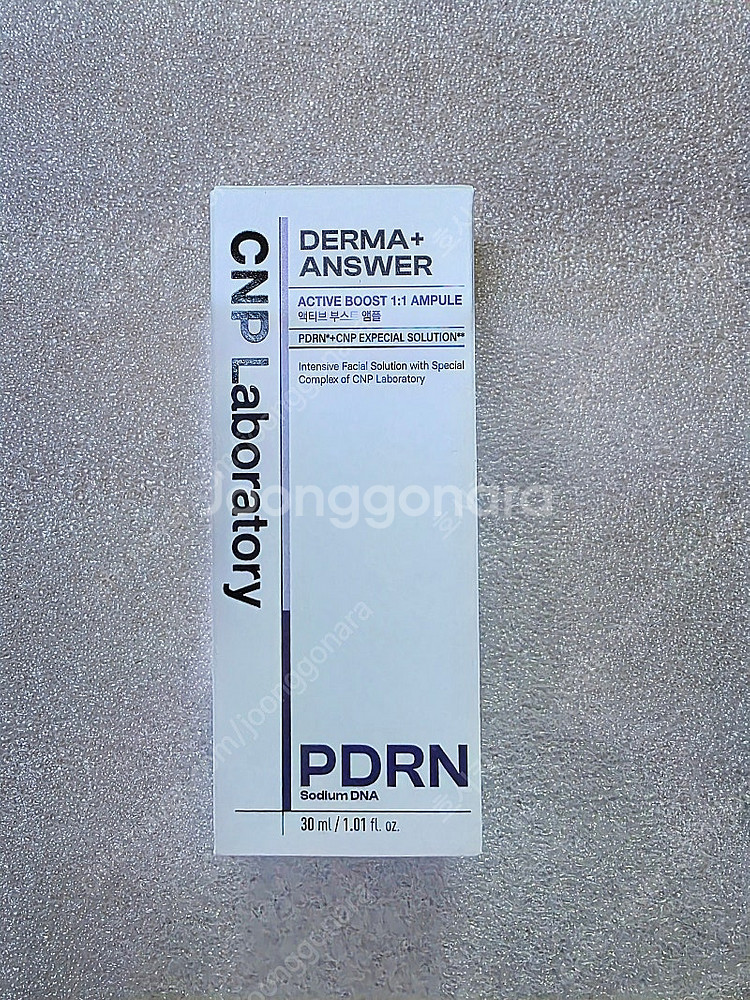 CNP Laboratory
DERMA+
ANSWER
ACTIVE BOOST 1:1 AMPULE
액티브 부스트 앰플
PDRN*+CNP EXPECIAL SOLUTION**
Intensive Facial Solution with Special
Complex of CNP Laboratory
Joonggonara
PDRN
Sodium DNA
30 ml / 1.01 fl. oz.